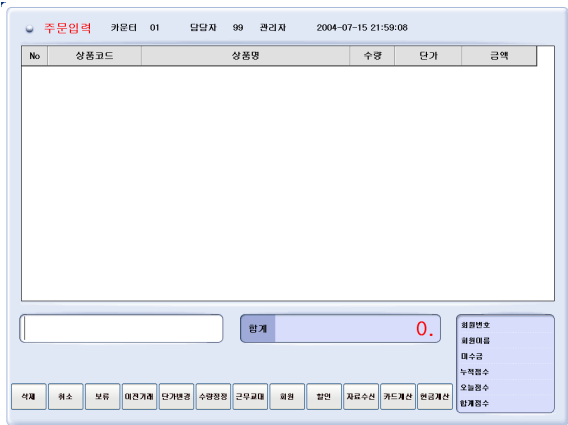 주문입력 카운터 01 담당자 99 관리자 2004-07-15 21:59:08
No 상품코드 상품명 수량 단가 금액
합계 0.
회원번호
회원이름
미수금
누적점수
오늘점수
합계점수
삭제 취소 보류 이전거래 단가변경 수량정정 근무교대 회원 할인 자료수신 카드계산 현금계산